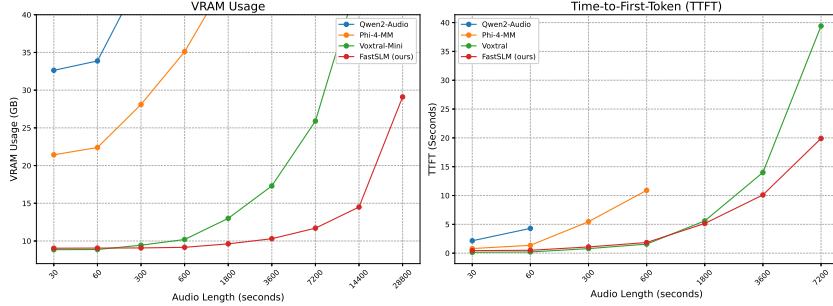 VRAM Usage
40
35
30
25
20
15
10
VRAM Usage (GB)
Qwen2-Audio
Phi-4-MM
Voxtral-Mini
FastSLM (ours)
30
60
300
600
1800
3600
7200
14400
28800
Audio Length (seconds)
Time-to-First-Token (TTFT)
40
35
30
25
20
15
10
5
0
TTFT (Seconds)
Qwen2-Audio
Phi-4-MM
Voxtral
FastSLM (ours)
30
60
300
600
1800
3600
7200
Audio Length (seconds)